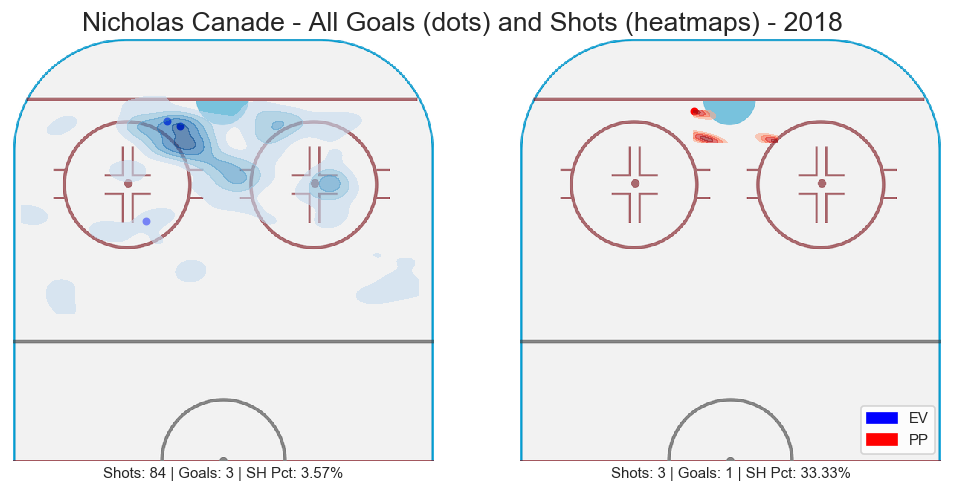 Nicholas Canade - All Goals (dots) and Shots (heatmaps) - 2018
EV
PP
Shots: 84 | Goals: 3 | SH Pct: 3.57%
Shots: 3 | Goals: 1 | SH Pct: 33.33%